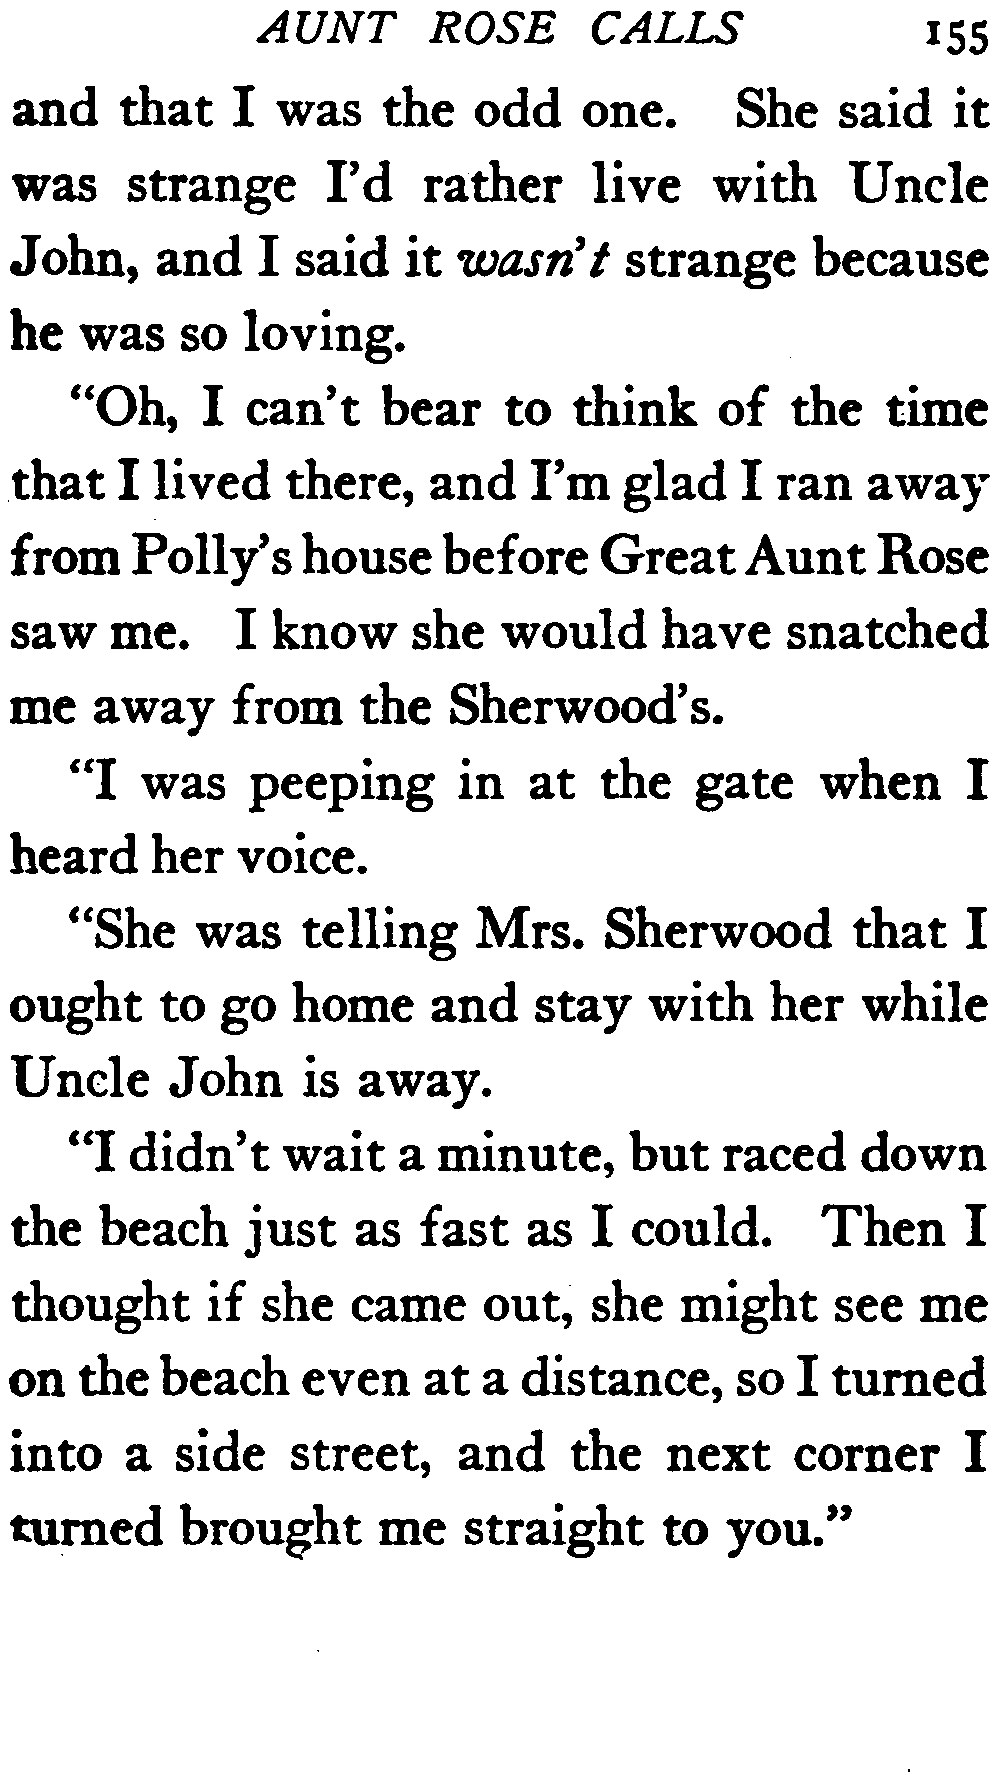 AUNT ROSE CALLS 155
and that I was the odd one. She said it
was strange I'd rather live with Uncle
John, and I said it wasn't strange because
he was so loving.
"Oh, I can't bear to think of the time
that I lived there, and I'm glad I ran away
from Polly's house before Great Aunt Rose
saw me. I know she would have snatched
me away from the Sherwood's.
"I was peeping in at the gate when I
heard her voice.
"She was telling Mrs. Sherwood that I
ought to go home and stay with her while
Uncle John is away.
"I didn't wait a minute, but raced down
the beach just as fast as I could. Then I
thought if she came out, she might see me
on the beach even at a distance, so I turned
into a side street, and the next corner I
turned brought me straight to you."